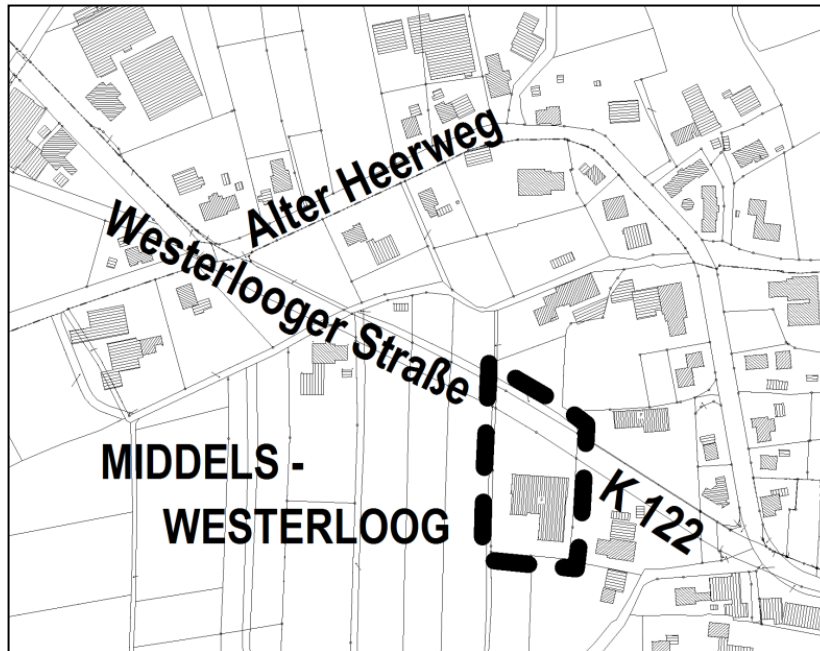 Alter Heerweg
Westerlooger Straße
MIDDELS -
WESTERLOOG
K 122